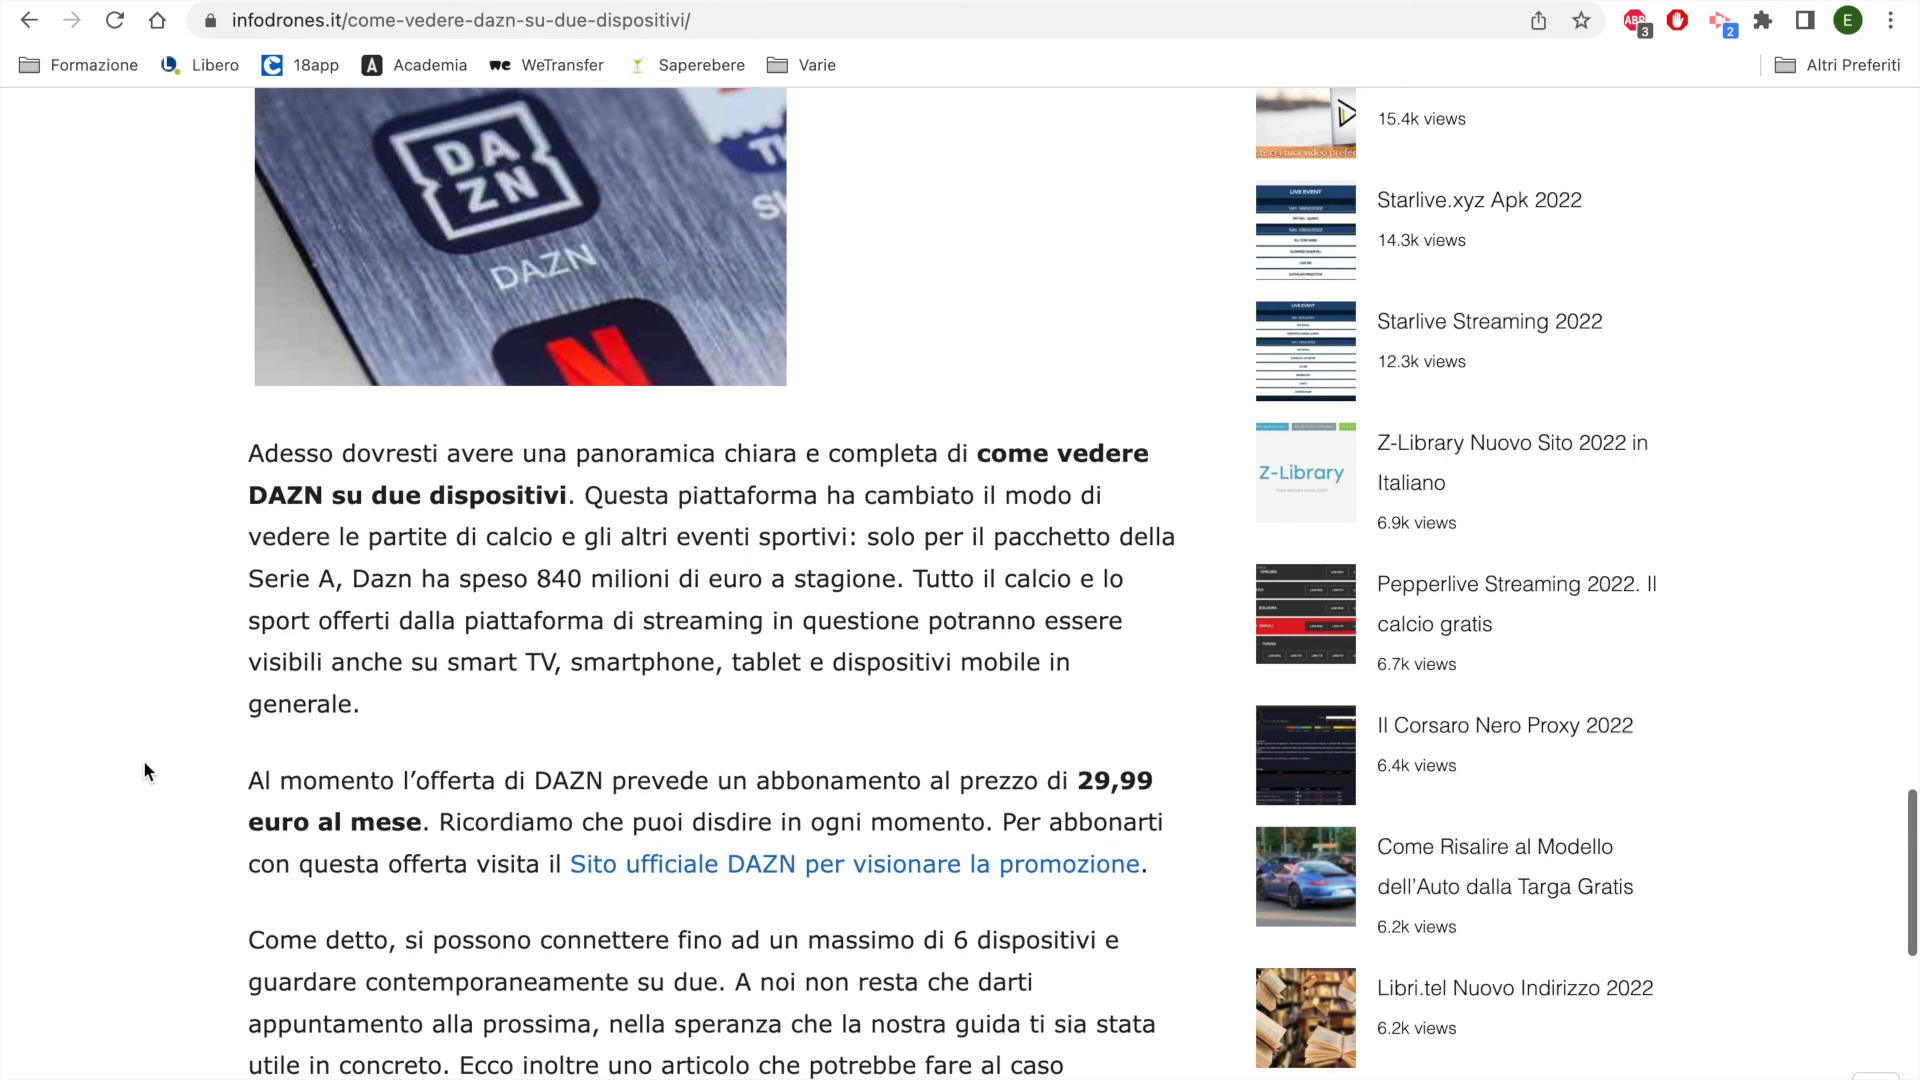 infodrones.it/come-vedere-dazn-su-due-dispositivi/
ABP
3
2
E
Formazione
Libero
18app
A
Academia
we
WeTransfer
Saperebere
Varie
Altri Preferiti
DA
ZN
DAZN
N
Adesso dovresti avere una panoramica chiara e completa di come vedere
DAZN su due dispositivi. Questa piattaforma ha cambiato il modo di
vedere le partite di calcio e gli altri eventi sportivi: solo per il pacchetto della
Serie A, Dazn ha speso 840 milioni di euro a stagione. Tutto il calcio e lo
sport offerti dalla piattaforma di streaming in questione potranno essere
visibili anche su smart TV, smartphone, tablet e dispositivi mobile in
generale.
Al momento l’offerta di DAZN prevede un abbonamento al prezzo di 29,99
euro al mese. Ricordiamo che puoi disdire in ogni momento. Per abbonarti
con questa offerta visita il Sito ufficiale DAZN per visionare la promozione.
Come detto, si possono connettere fino ad un massimo di 6 dispositivi e
guardare contemporaneamente su due. A noi non resta che darti
appuntamento alla prossima, nella speranza che la nostra guida ti sia stata
utile in concreto. Ecco inoltre uno articolo che potrebbe fare al caso
15.4k views
LIVE EVENT
Starlive.xyz Apk 2022
14.3k views
LIVE EVENT
Starlive Streaming 2022
12.3k views
Z-Library
Z-Library Nuovo Sito 2022 in
Italiano
6.9k views
Pepperlive Streaming 2022. Il
calcio gratis
6.7k views
Il Corsaro Nero Proxy 2022
6.4k views
Come Risalire al Modello
dell’Auto dalla Targa Gratis
6.2k views
Libri.tel Nuovo Indirizzo 2022
6.2k views